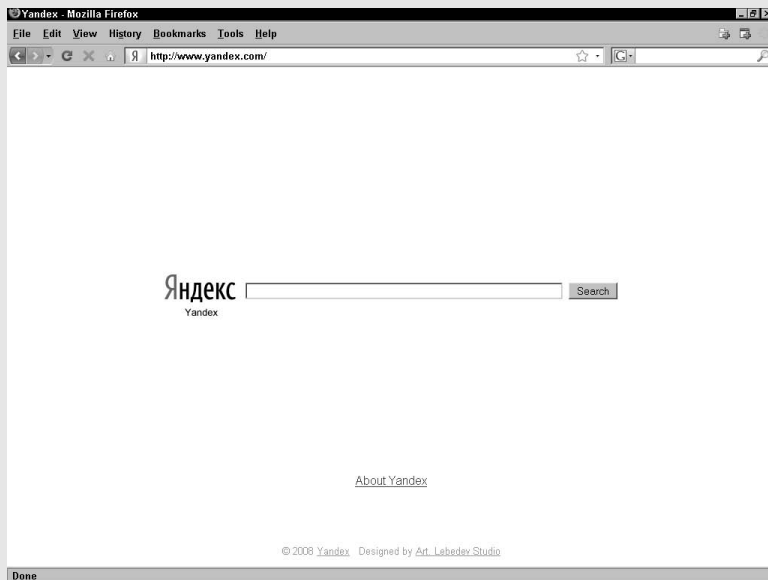 Yandex - Mozilla Firefox
File Edit View History Bookmarks Tools Help
Я http://www.yandex.com/ G
Яндекс Search
Yandex
About Yandex
© 2008 Yandex Designed by Art. Lebedev Studio
Done